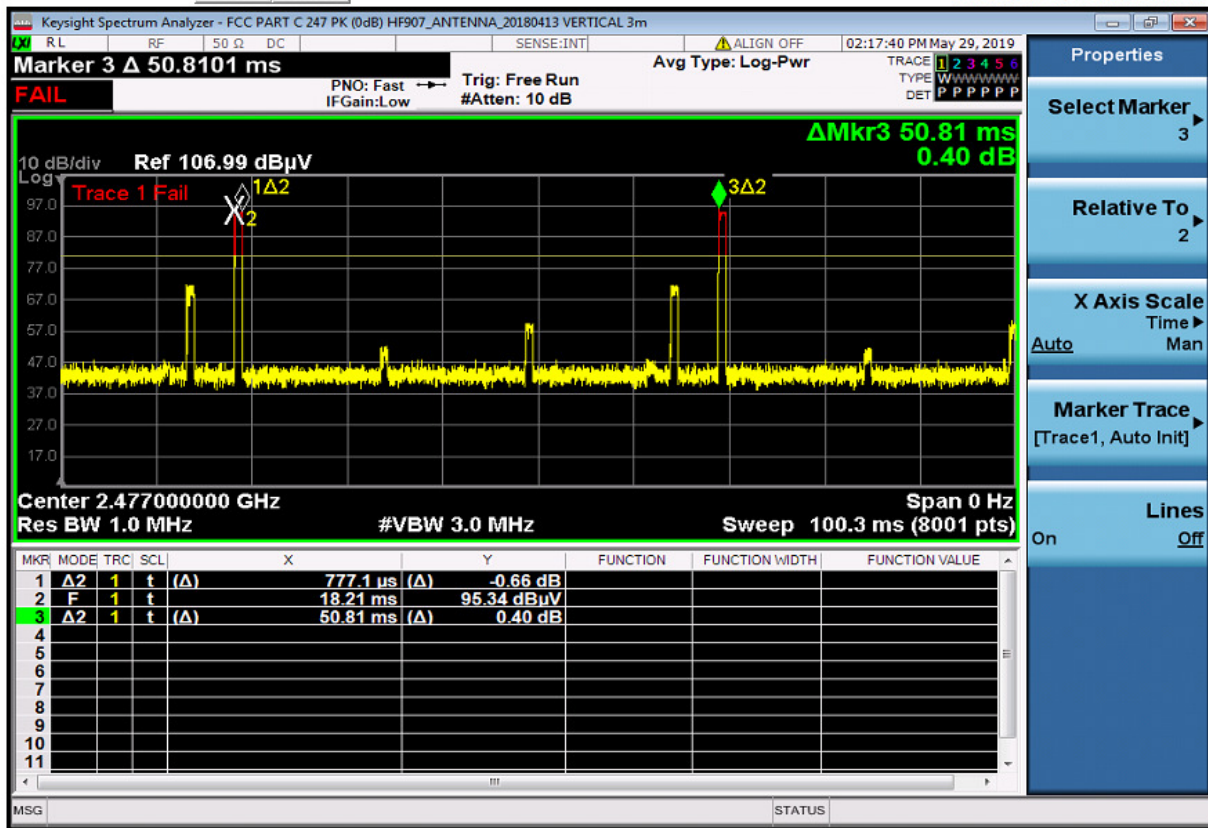 Keysight Spectrum Analyzer - FCC PART C 247 PK (0dB) HF907_ANTENNA_20180413 VERTICAL 3m
LXI RL RF 50 Ω DC SENSE:INT ALIGN OFF 02:17:40 PM May 29, 2019
Marker 3 Δ 50.8101 ms
FAIL
PNO: Fast
IFGain:Low
Trig: Free Run
#Atten: 10 dB
Avg Type: Log-Pwr
TRACE 1 2 3 4 5 6
TYPE WWWWWWW
DET P P P P P P
ΔMkr3 50.81 ms
0.40 dB
10 dB/div Ref 106.99 dBµV
Log
Trace 1 Fail
1Δ2
2
3Δ2
97.0
87.0
77.0
67.0
57.0
47.0
37.0
27.0
17.0
Center 2.477000000 GHz Span 0 Hz
Res BW 1.0 MHz #VBW 3.0 MHz Sweep 100.3 ms (8001 pts)
MKR MODE TRC SCL X Y FUNCTION FUNCTION WIDTH FUNCTION VALUE
1 Δ2 1 t (Δ) 777.1 µs (Δ) -0.66 dB
2 F 1 t 18.21 ms 95.34 dBµV
3 Δ2 1 t (Δ) 50.81 ms (Δ) 0.40 dB
4
5
6
7
8
9
10
11
MSG STATUS
Properties
Select Marker
3
Relative To
2
X Axis Scale
Time
Auto Man
Marker Trace
[Trace1, Auto Init]
Lines
On Off